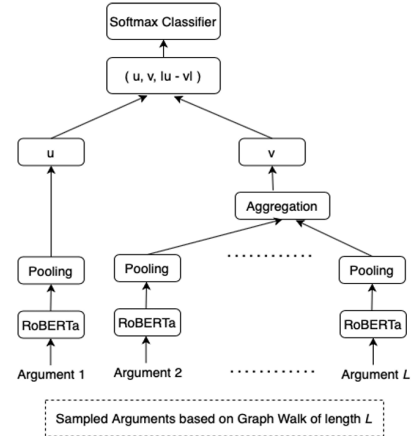 Softmax Classifier
( u, v, |u - v| )
u
v
Aggregation
Pooling
Pooling
Pooling
RoBERTa
RoBERTa
RoBERTa
Argument 1
Argument 2
Argument L
Sampled Arguments based on Graph Walk of length L